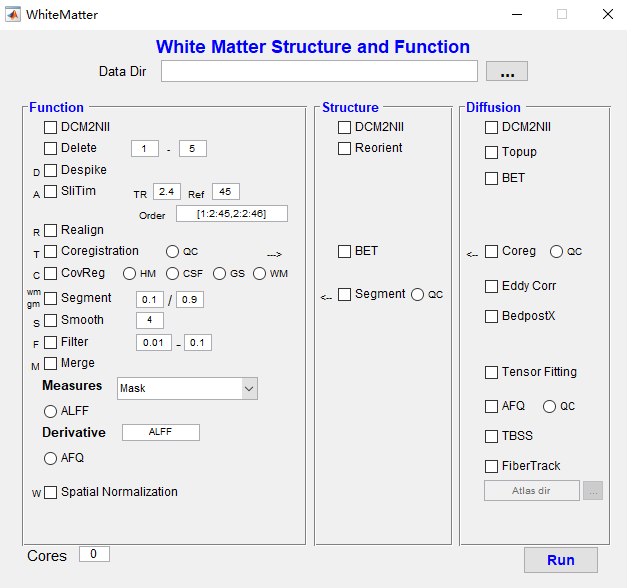 WhiteMatter
White Matter Structure and Function
Data Dir ...
Function
DCM2NII
Delete 1 - 5
D Despike
A SliTim TR 2.4 Ref 45
Order [1:2:45,2:2:46]
R Realign
T Coregistration QC --->
C CovReg HM CSF GS WM
wm
gm Segment 0.1 / 0.9
S Smooth 4
F Filter 0.01 - 0.1
M Merge
Measures Mask
ALFF
Derivative ALFF
AFQ
W Spatial Normalization
Structure
DCM2NII
Reorient
BET
<-- Segment QC
Diffusion
DCM2NII
Topup
BET
<-- Coreg QC
Eddy Corr
BedpostX
Tensor Fitting
AFQ QC
TBSS
FiberTrack
Atlas dir ...
Cores 0
Run